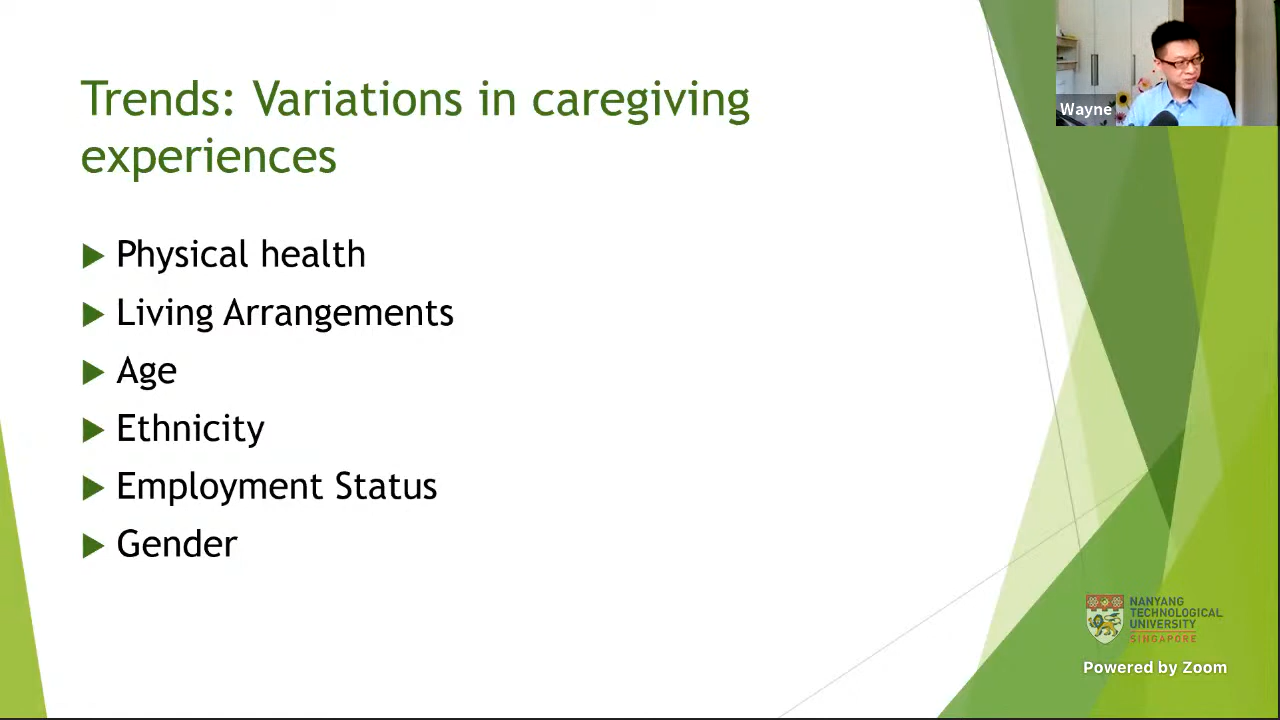 Trends: Variations in caregiving
experiences
Physical health
Living Arrangements
Age
Ethnicity
Employment Status
Gender
Wayne
NANYANG
TECHNOLOGICAL
UNIVERSITY
SINGAPORE
Powered by Zoom